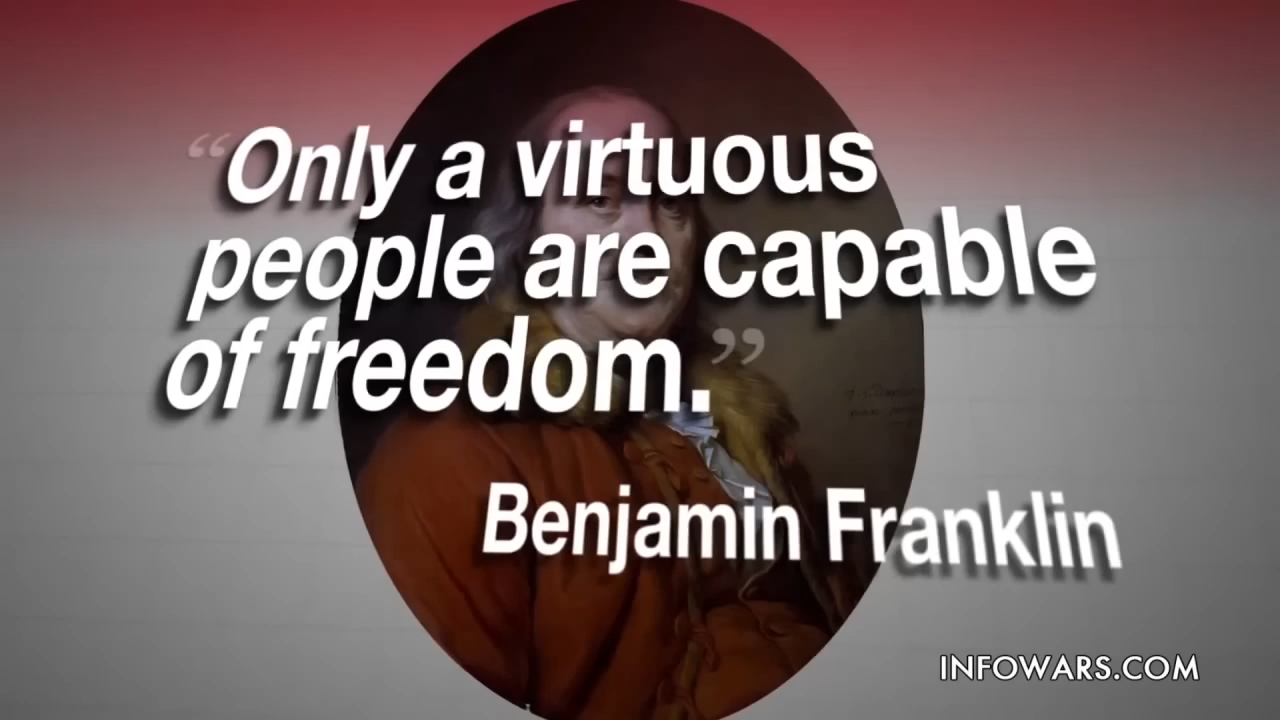 “Only a virtuous
people are capable
of freedom.”
Benjamin Franklin
INFOWARS.COM